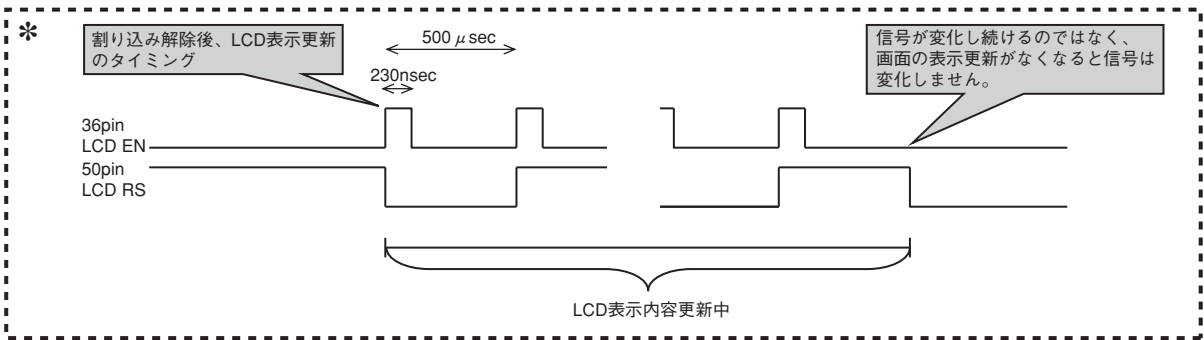 *
割り込み解除後、LCD表示更新
のタイミング
500 μ sec
230nsec
信号が変化し続けるのではなく、
画面の表示更新がなくなると信号は
変化しません。
36pin
LCD EN
50pin
LCD RS
LCD表示内容更新中